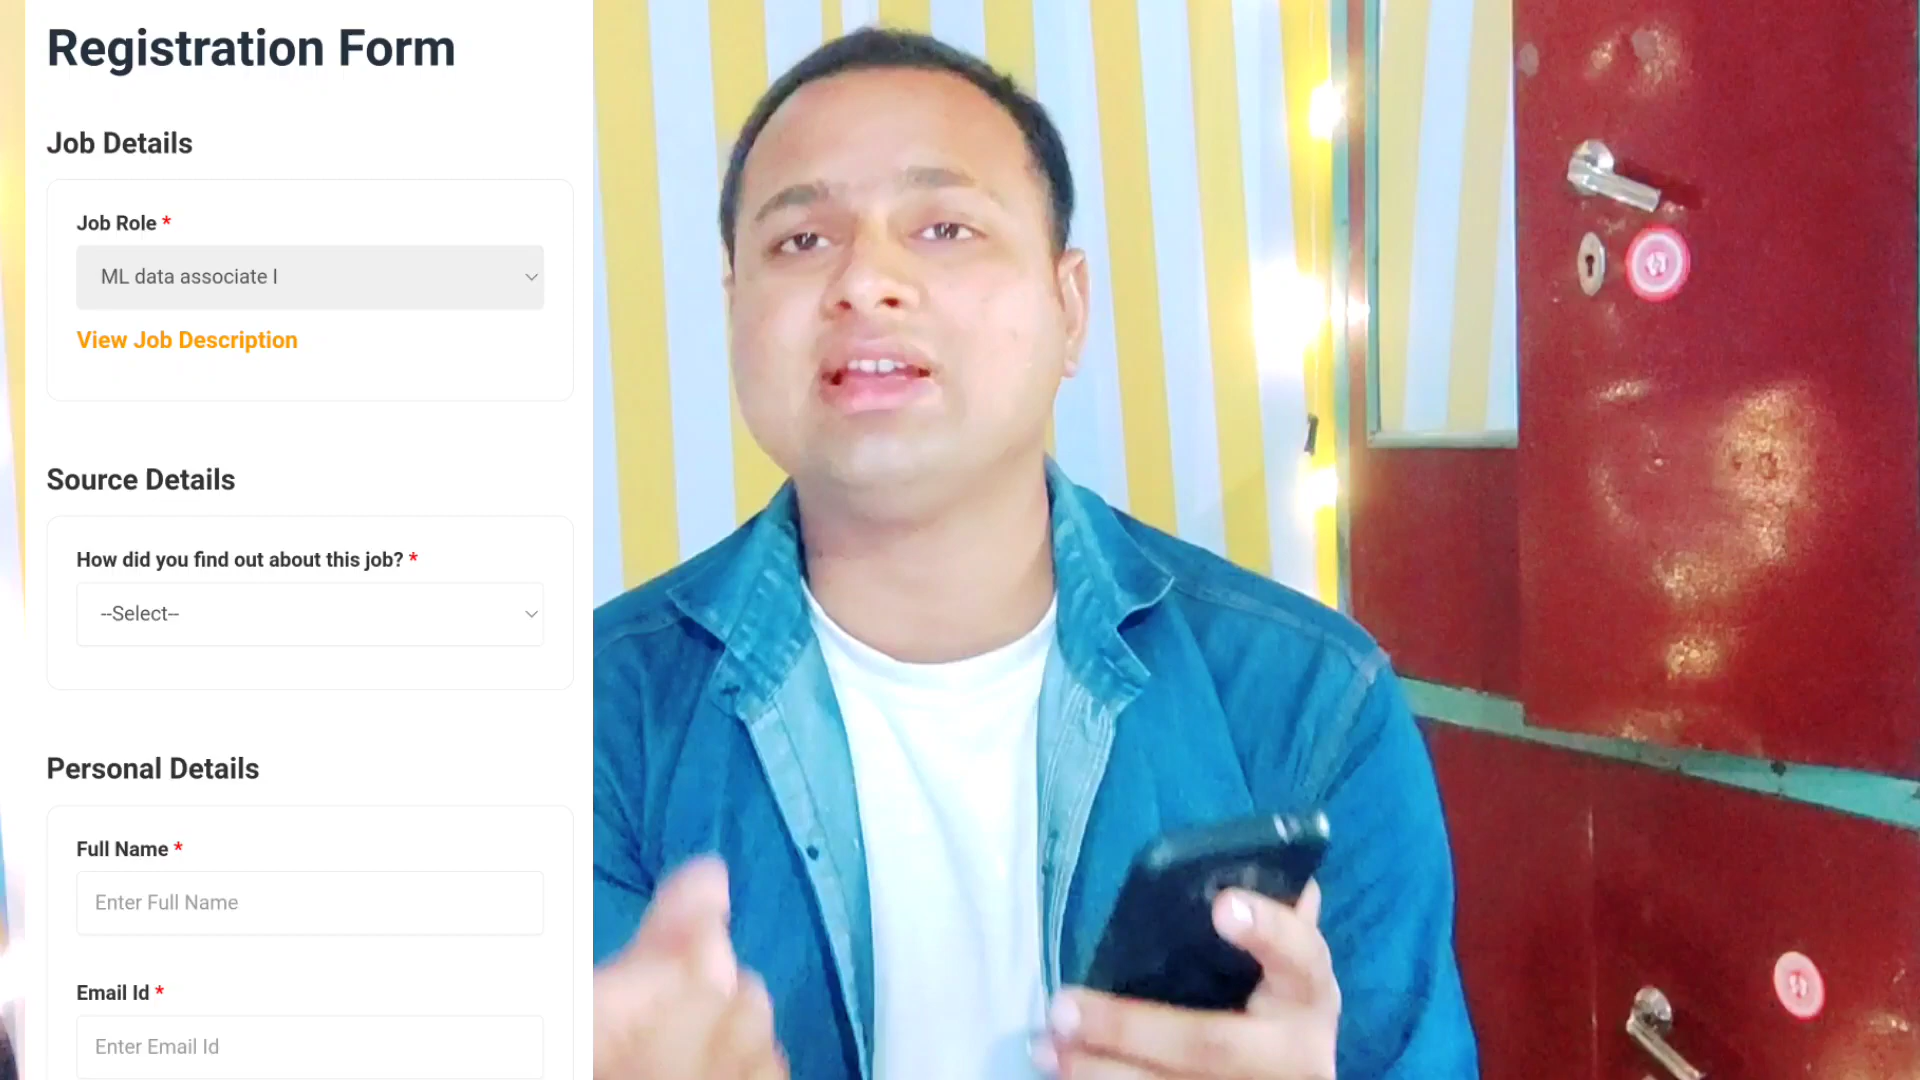 Registration Form
Job Details
Job Role *
ML data associate I
View Job Description
Source Details
How did you find out about this job? *
--Select--
Personal Details
Full Name *
Enter Full Name
Email Id *
Enter Email Id